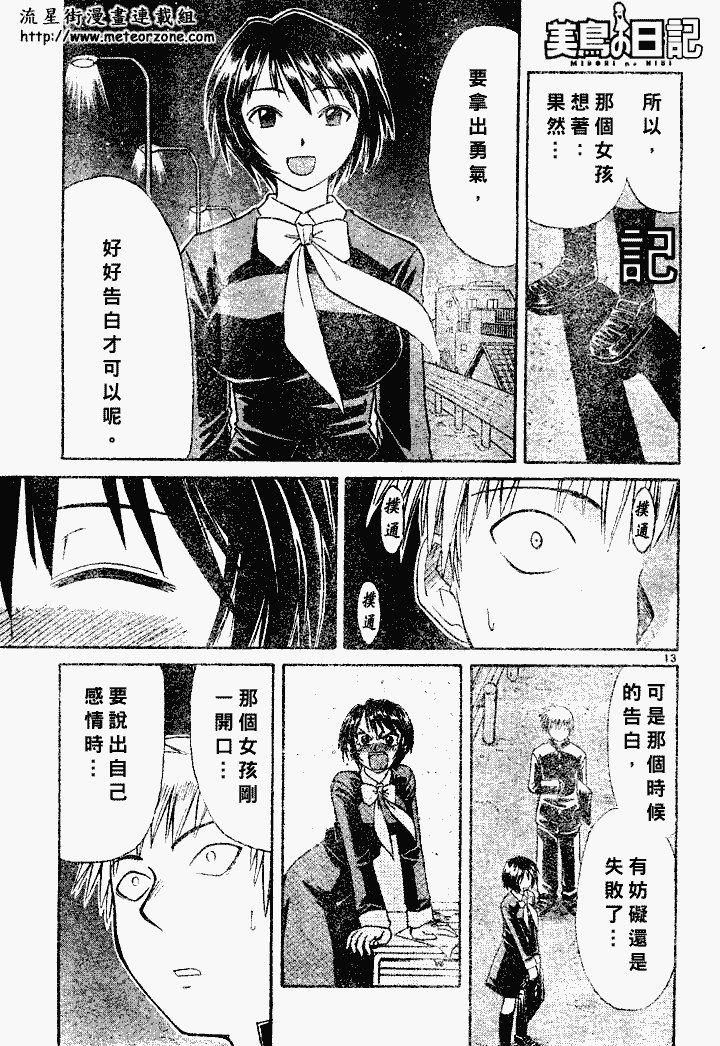 流星街漫畫連載組
http://www.meteorzone.com/
美鳥の日記
MIDORI no HIBI
所以，
那個女孩
想著：
果然…
記
要拿出勇氣，
好好告白才可以呢。
撲通
撲通
撲通
13
可是那個時候
的告白，
有妨礙還是
失敗了…
那個女孩剛
一開口…
要說出自己
感情時…